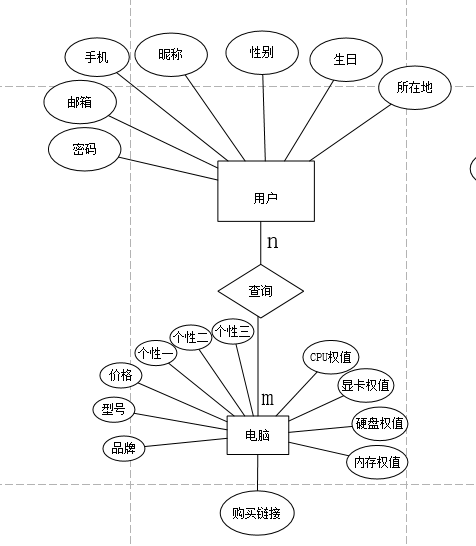 手机
昵称
性别
生日
所在地
邮箱
密码
用户
n
查询
个性三
个性二
个性一
CPU权值
价格
显卡权值
m
型号
硬盘权值
电脑
品牌
内存权值
购买链接